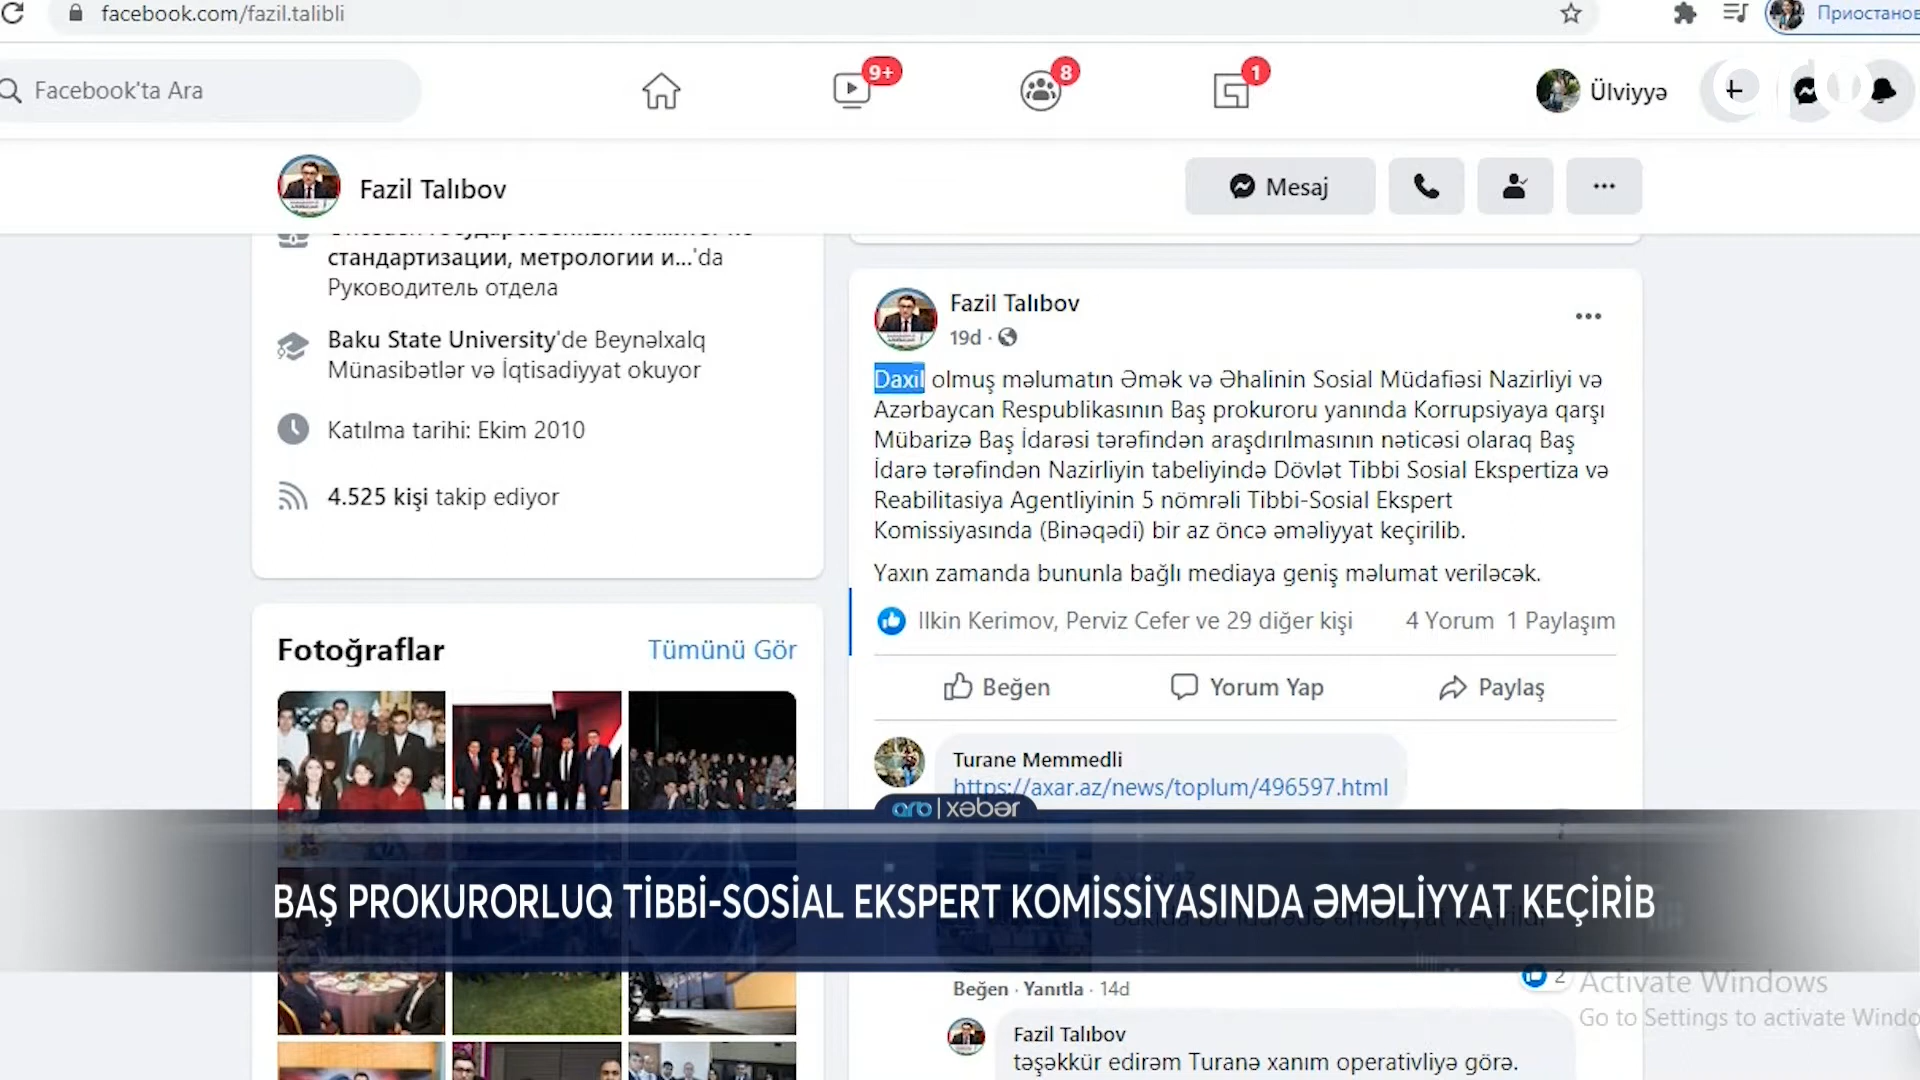 facebook.com/fazil.talibli
Приостанов
Facebook'ta Ara
9+
8
1
Ülviyyə
Fazil Talıbov
Mesaj
стандартизации, метрологии и...'da
Руководитель отдела
Baku State University'de Beynəlxalq
Münasibətlər və İqtisadiyyat okuyor
Katılma tarihi: Ekim 2010
4.525 kişi takip ediyor
Fotoğraflar
Tümünü Gör
Fazil Talıbov
19d
Daxil olmuş məlumatın Əmək və Əhalinin Sosial Müdafiəsi Nazirliyi və
Azərbaycan Respublikasının Baş prokuroru yanında Korrupsiyaya qarşı
Mübarizə Baş İdarəsi tərəfindən araşdırılmasının nəticəsi olaraq Baş
İdarə tərəfindən Nazirliyin tabeliyində Dövlət Tibbi Sosial Ekspertiza və
Reabilitasiya Agentliyinin 5 nömrəli Tibbi-Sosial Ekspert
Komissiyasında (Binəqədi) bir az öncə əməliyyat keçirilib.
Yaxın zamanda bununla bağlı mediaya geniş məlumat veriləcək.
Ilkin Kerimov, Perviz Cefer ve 29 diğer kişi
4 Yorum 1 Paylaşım
Beğen
Yorum Yap
Paylaş
Turane Memmedli
https://axar.az/news/toplum/496597.html
arb | xəbər
BAŞ PROKURORLUQ TİBBİ-SOSİAL EKSPERT KOMİSSİYASINDA ƏMƏLİYYAT KEÇİRİB
2
Beğen · Yanıtla · 14d
Activate Windows
Go to Settings to activate Windo
Fazil Talıbov
təşəkkür edirəm Turanə xanım operativliyə görə.